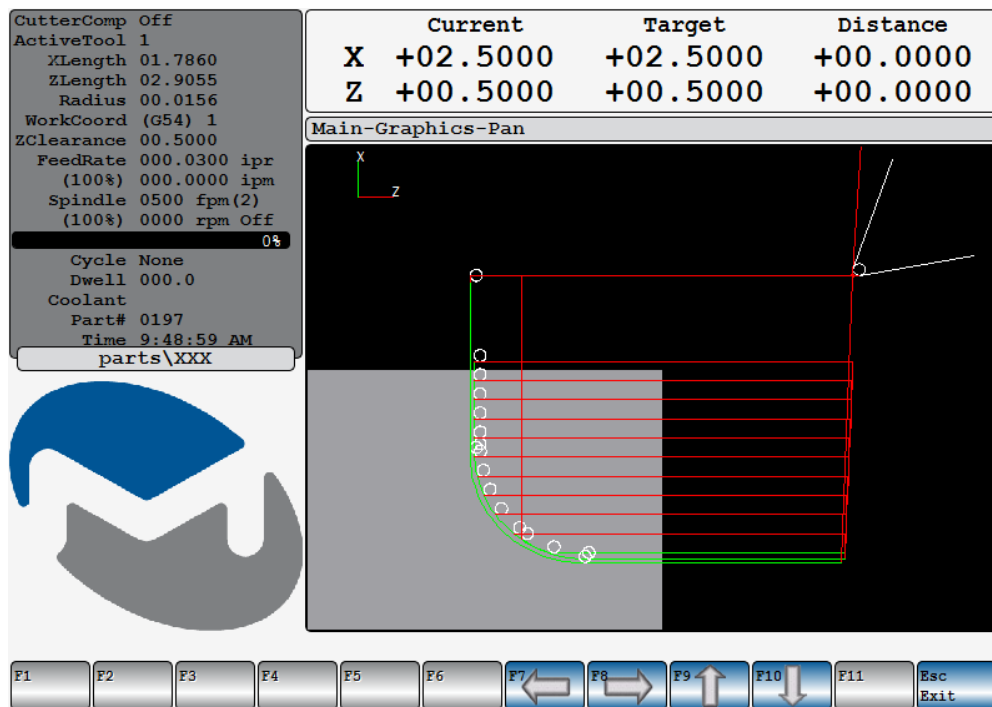 CutterComp Off
ActiveTool 1
XLength 01.7860
ZLength 02.9055
Radius 00.0156
WorkCoord (G54) 1
ZClearance 00.5000
FeedRate 000.0300 ipr
(100%) 000.0000 ipm
Spindle 0500 fpm(2)
(100%) 0000 rpm Off
0%
Cycle None
Dwell 000.0
Coolant
Part# 0197
Time 9:48:59 AM
parts\XXX
Current Target Distance
X +02.5000 +02.5000 +00.0000
Z +00.5000 +00.5000 +00.0000
Main-Graphics-Pan
X
Z
F1 F2 F3 F4 F5 F6 F7 F8 F9 F10 F11 Esc
Exit